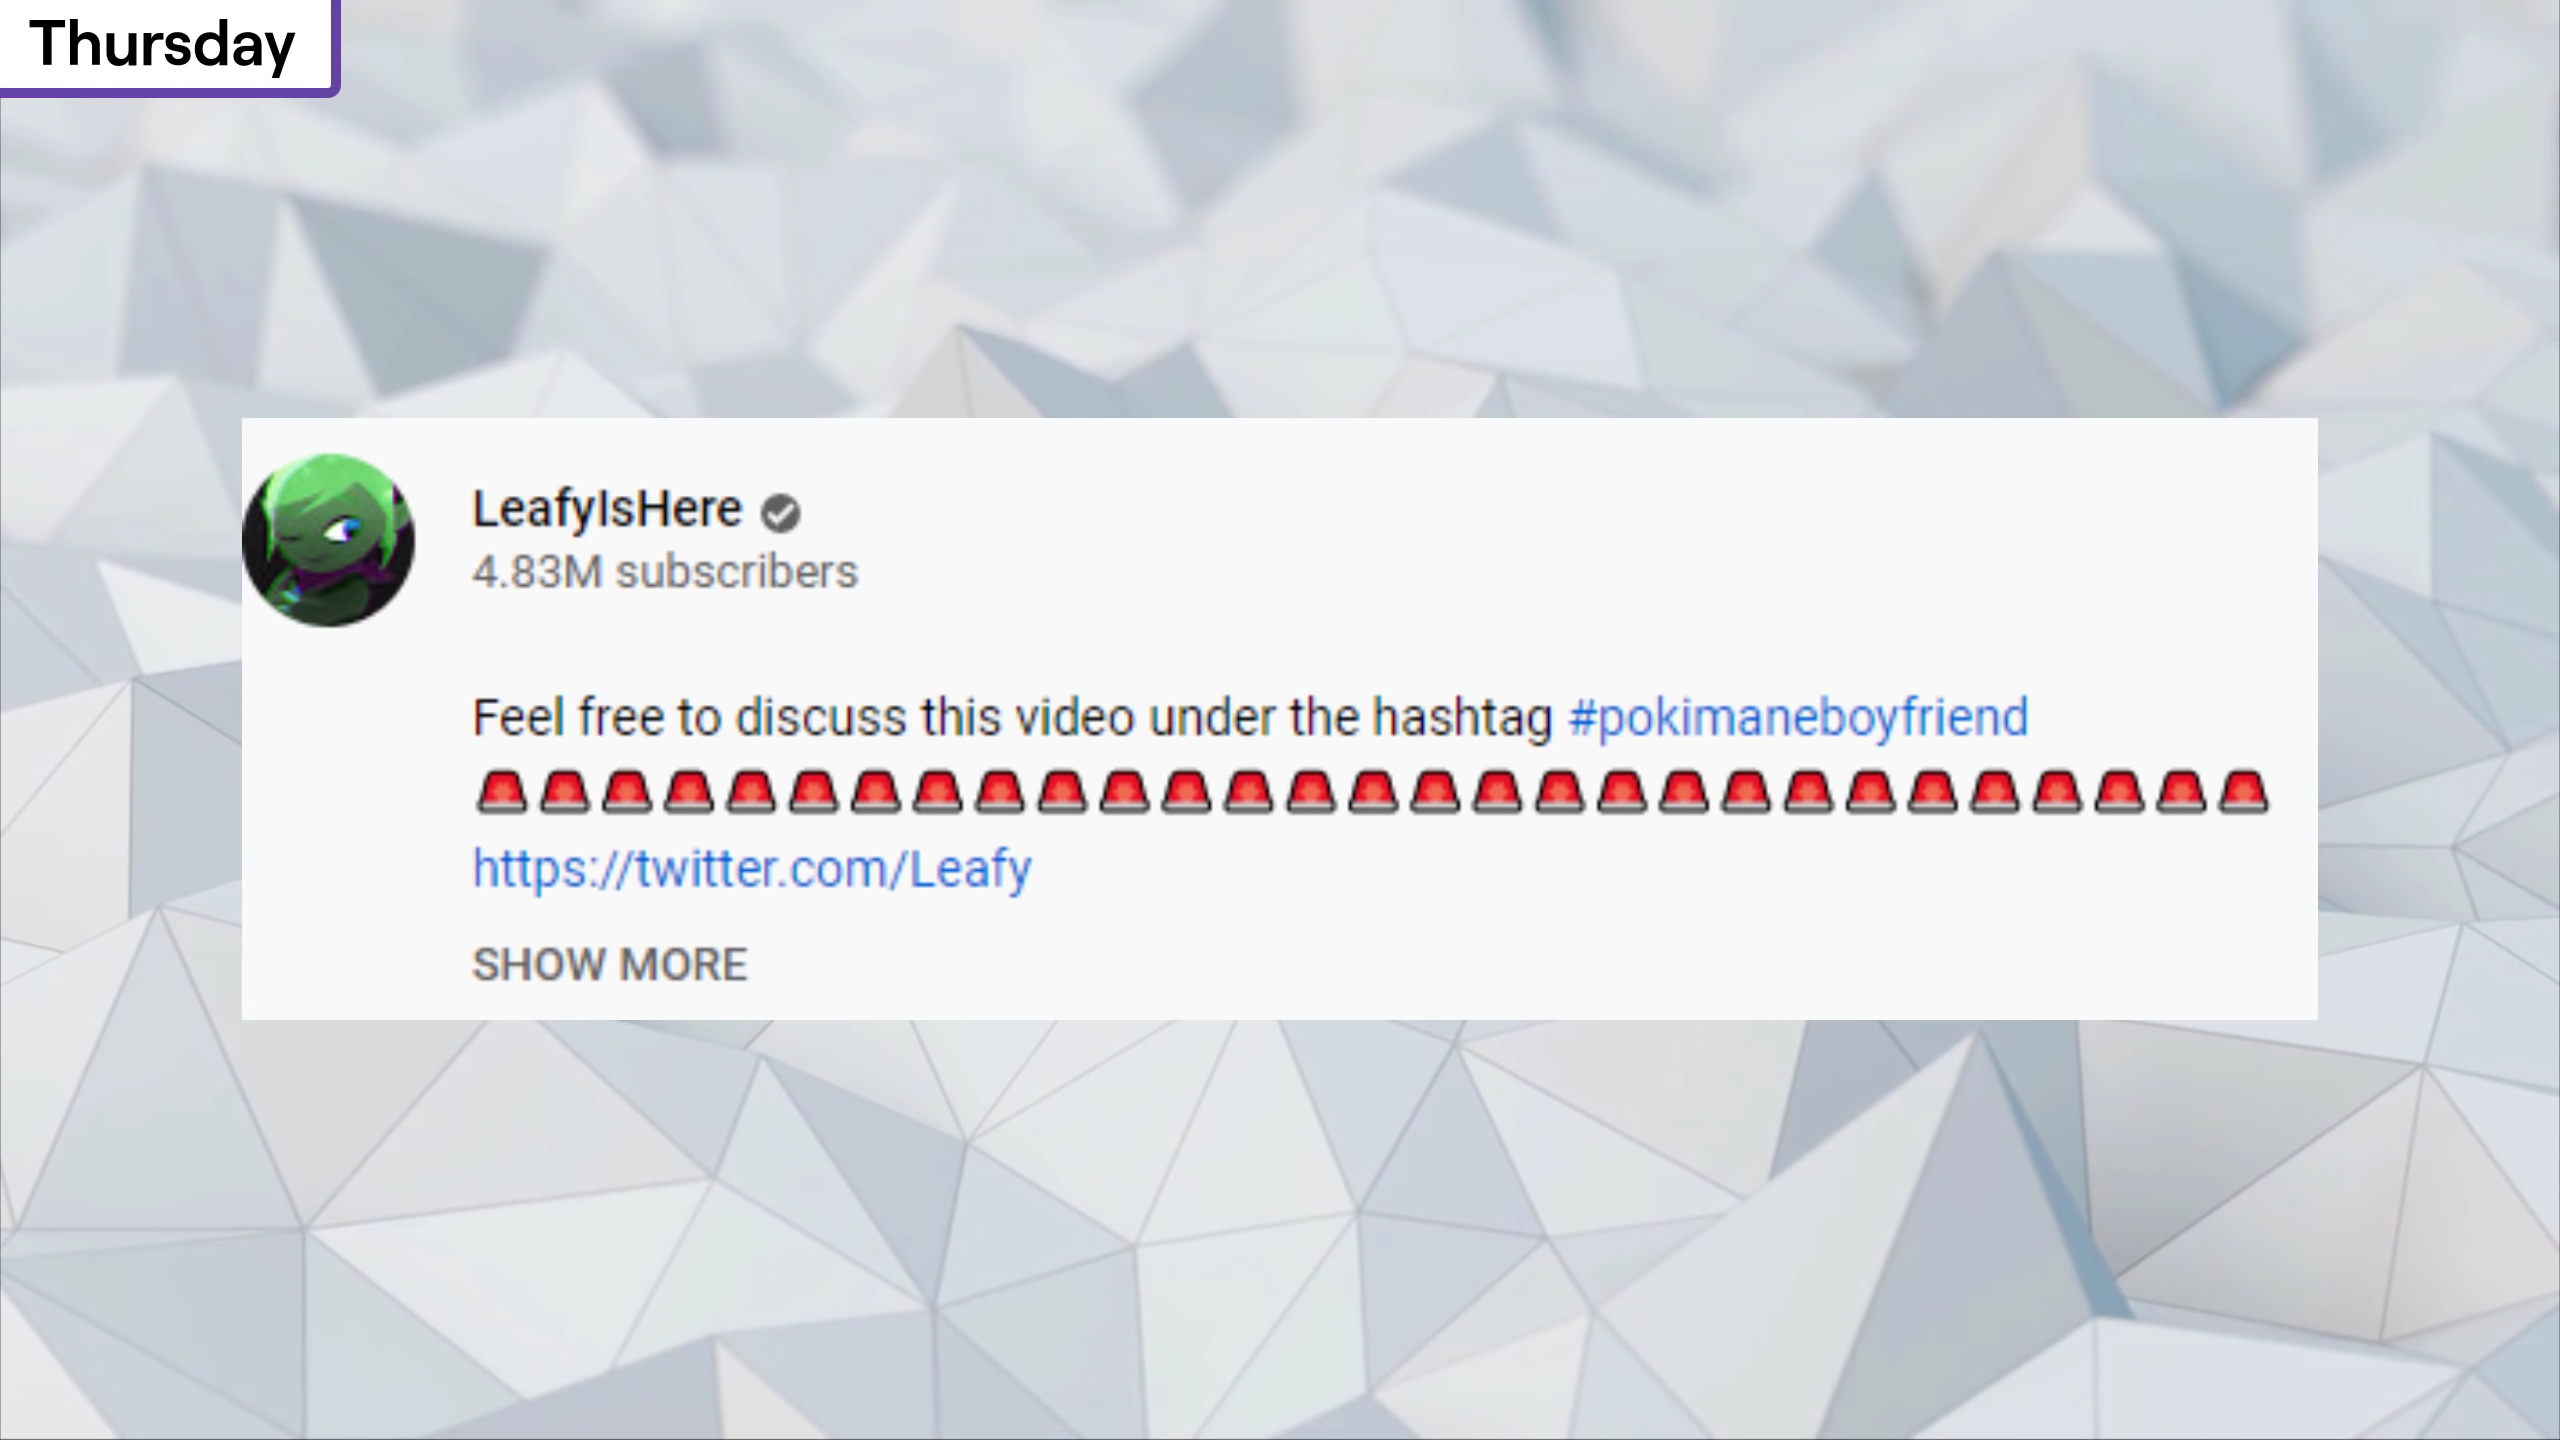 Thursday
LeafyIsHere
4.83M subscribers
Feel free to discuss this video under the hashtag #pokimaneboyfriend
🚨🚨🚨🚨🚨🚨🚨🚨🚨🚨🚨🚨🚨🚨🚨🚨🚨🚨🚨🚨🚨🚨🚨🚨🚨🚨🚨🚨🚨
https://twitter.com/Leafy
SHOW MORE